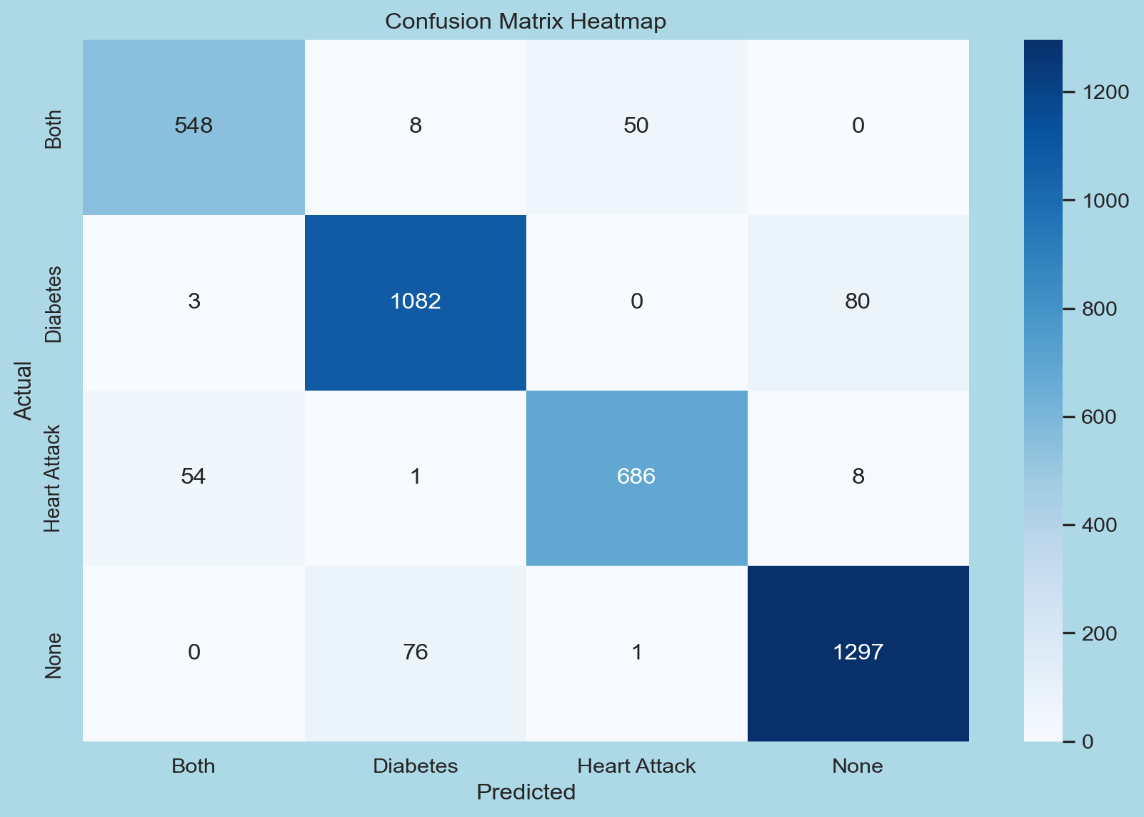 Confusion Matrix Heatmap
Actual
Both
548 8 50 0
Diabetes
3 1082 0 80
Heart Attack
54 1 686 8
None
0 76 1 1297
Both Diabetes Heart Attack None
Predicted
1200
1000
800
600
400
200
0